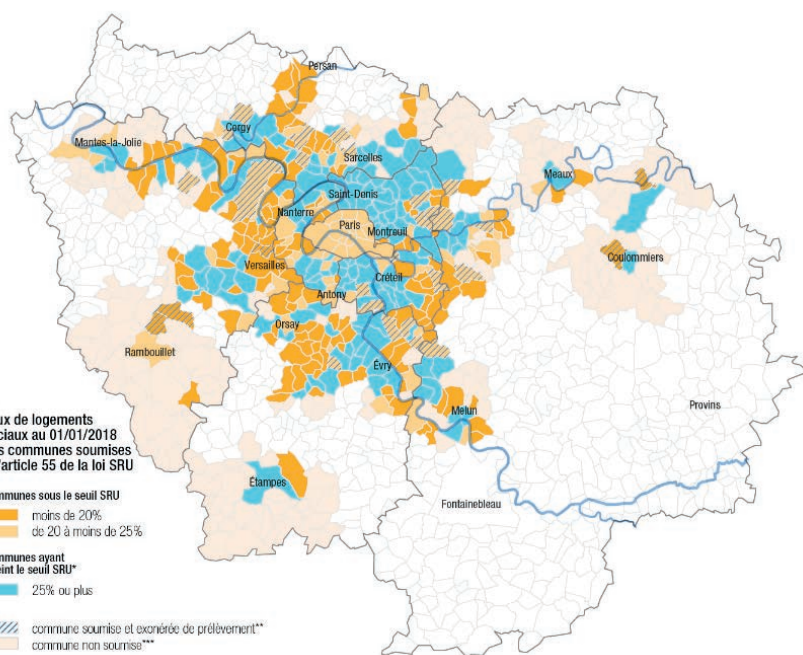 Persan
Cergy
Mantes-la-Jolie
Sarcelles
Meaux
Saint-Denis
Nanterre
Paris
Montreuil
Coulommiers
Versailles
Créteil
Antony
Orsay
Rambouillet
Évry
Melun
Provins
Étampes
Fontainebleau
ux de logements
ciaux au 01/01/2018
s communes soumises
'article 55 de la loi SRU
mmunes sous le seuil SRU
moins de 20%
de 20 à moins de 25%
mmunes ayant
eint le seuil SRU*
25% ou plus
commune soumise et exonérée de prélèvement**
commune non soumise***